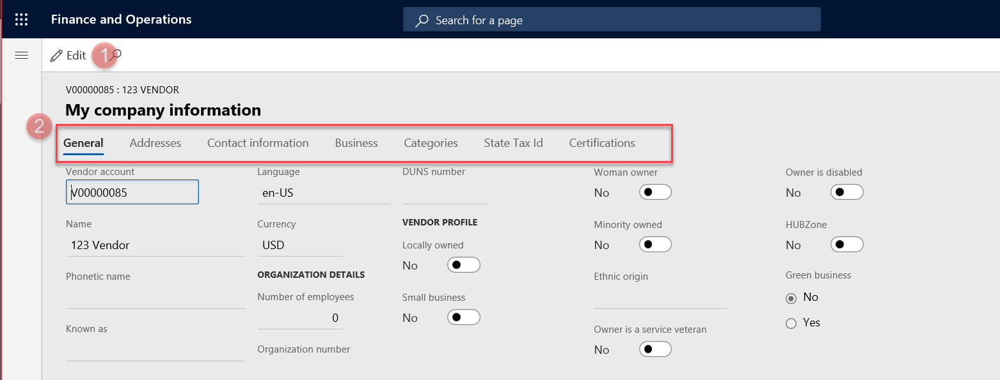 Finance and Operations
Search for a page
Edit
1
V00000085 : 123 VENDOR
My company information
2
General Addresses Contact information Business Categories State Tax Id Certifications
Vendor account
V00000085
Name
123 Vendor
Phonetic name
Known as
Language
en-US
Currency
USD
ORGANIZATION DETAILS
Number of employees
0
Organization number
DUNS number
VENDOR PROFILE
Locally owned
No
Small business
No
Woman owner
No
Minority owned
No
Ethnic origin
Owner is a service veteran
No
Owner is disabled
No
HUBZone
No
Green business
No
Yes